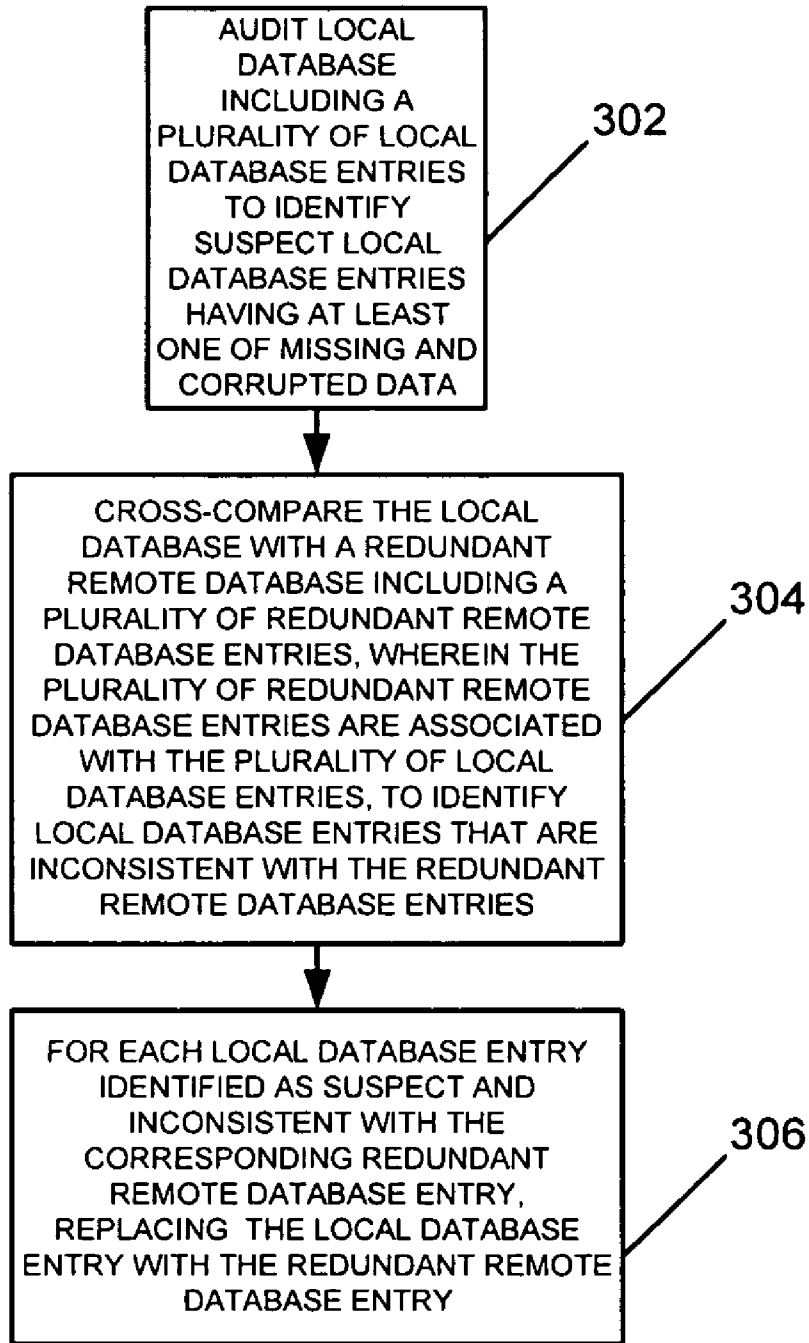 AUDIT LOCAL
DATABASE
INCLUDING A
PLURALITY OF LOCAL
DATABASE ENTRIES
TO IDENTIFY
SUSPECT LOCAL
DATABASE ENTRIES
HAVING AT LEAST
ONE OF MISSING AND
CORRUPTED DATA
302
CROSS-COMPARE THE LOCAL
DATABASE WITH A REDUNDANT
REMOTE DATABASE INCLUDING A
PLURALITY OF REDUNDANT REMOTE
DATABASE ENTRIES, WHEREIN THE
PLURALITY OF REDUNDANT REMOTE
DATABASE ENTRIES ARE ASSOCIATED
WITH THE PLURALITY OF LOCAL
DATABASE ENTRIES, TO IDENTIFY
LOCAL DATABASE ENTRIES THAT ARE
INCONSISTENT WITH THE REDUNDANT
REMOTE DATABASE ENTRIES
304
FOR EACH LOCAL DATABASE ENTRY
IDENTIFIED AS SUSPECT AND
INCONSISTENT WITH THE
CORRESPONDING REDUNDANT
REMOTE DATABASE ENTRY,
REPLACING THE LOCAL DATABASE
ENTRY WITH THE REDUNDANT REMOTE
DATABASE ENTRY
306